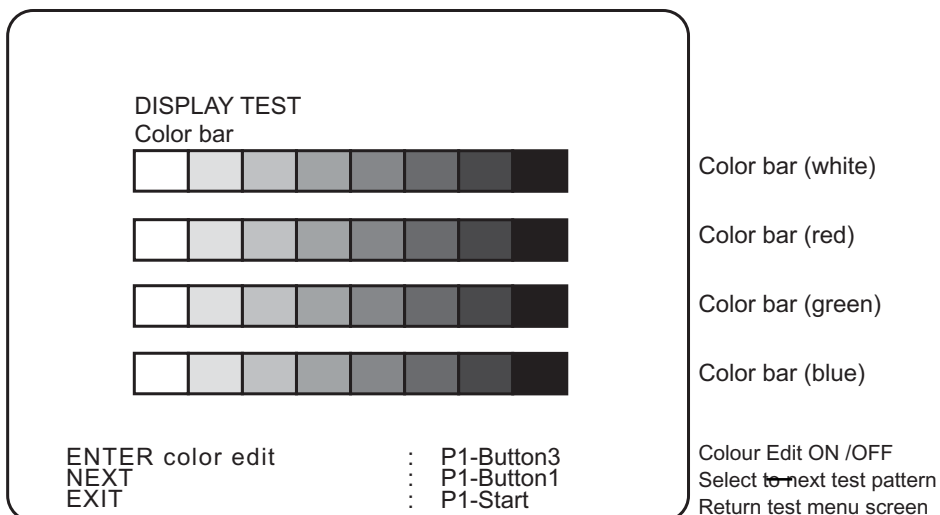 DISPLAY TEST
Color bar
Color bar (white)
Color bar (red)
Color bar (green)
Color bar (blue)
ENTER color edit : P1-Button3 Colour Edit ON /OFF
NEXT : P1-Button1 Select to next test pattern
EXIT : P1-Start Return test menu screen